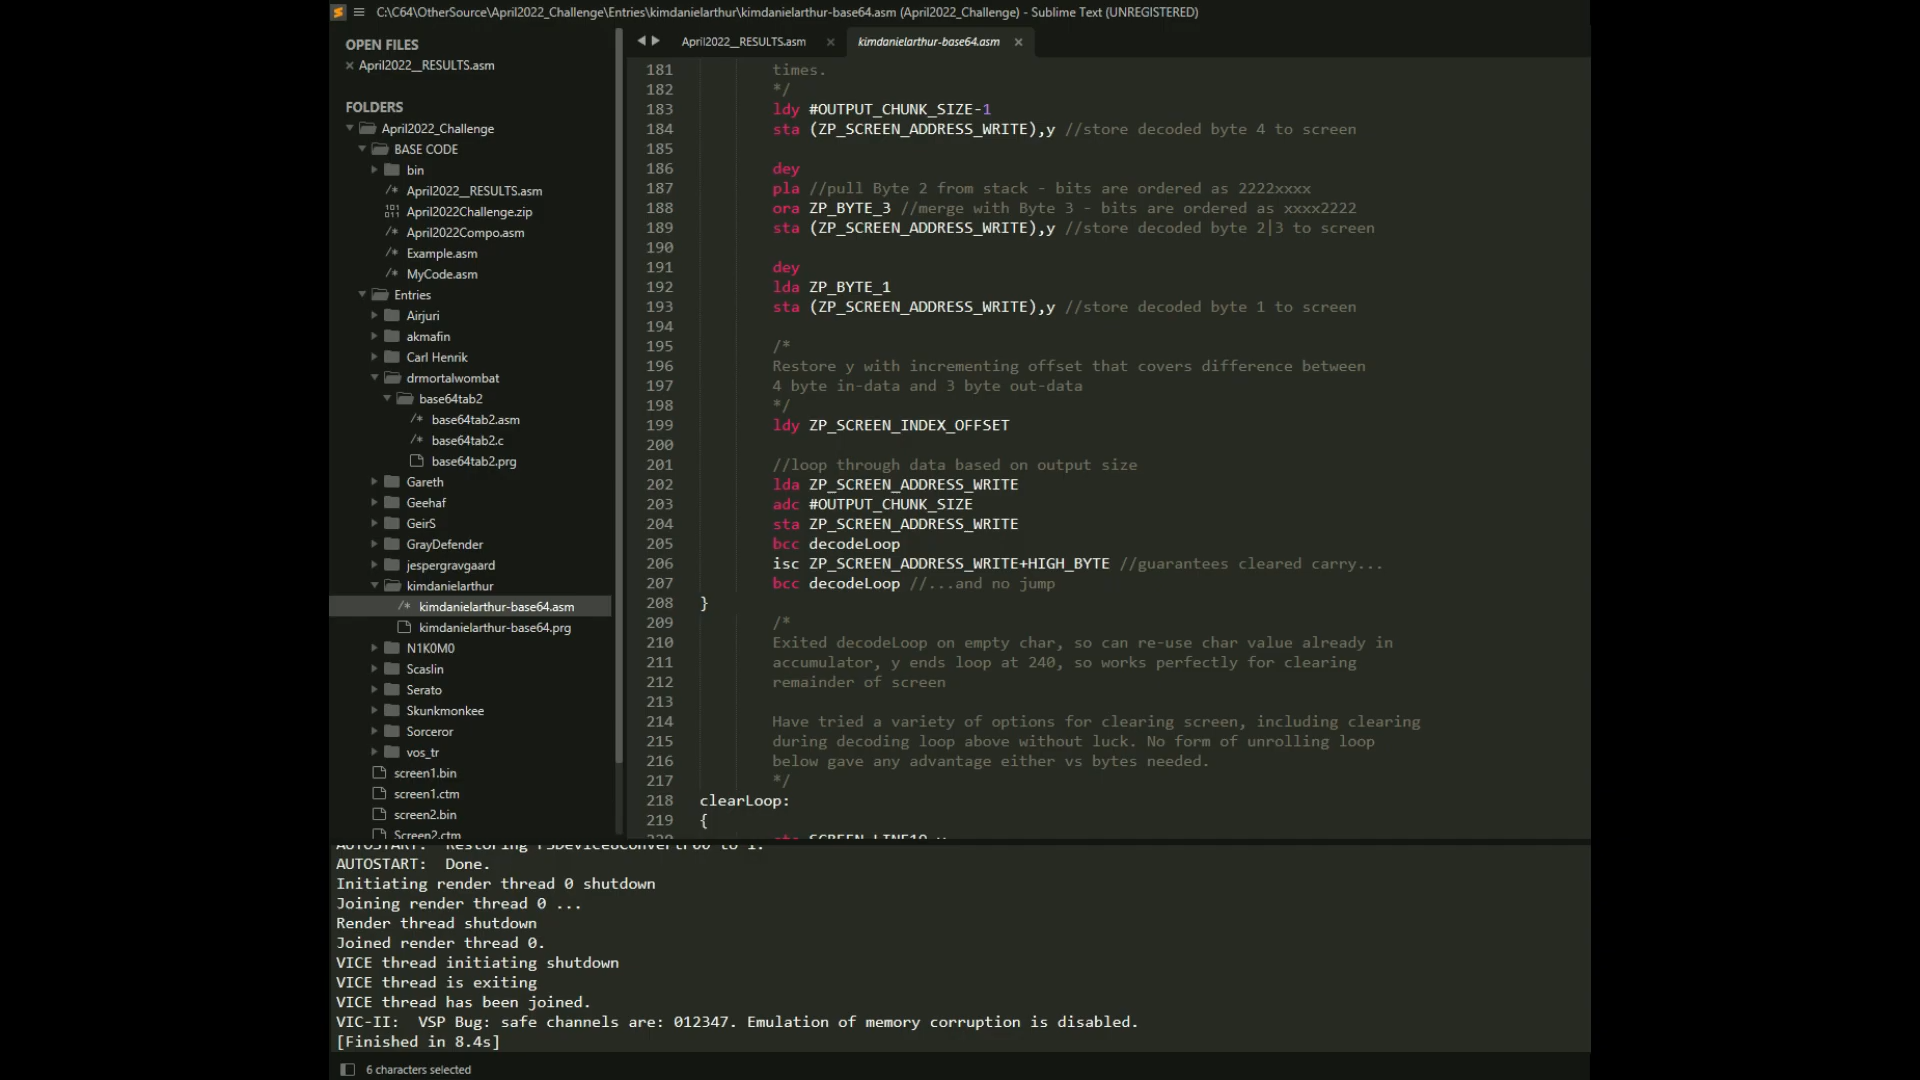 C:\C64\OtherSource\April2022_Challenge\Entries\kimdanielarthur\kimdanielarthur-base64.asm (April2022_Challenge) - Sublime Text (UNREGISTERED)
OPEN FILES
× April2022__RESULTS.asm
FOLDERS
April2022_Challenge
BASE CODE
bin
/* April2022__RESULTS.asm
April2022Challenge.zip
/* April2022Compo.asm
/* Example.asm
/* MyCode.asm
Entries
Airjuri
akmafin
Carl Henrik
drmortalwombat
base64tab2
/* base64tab2.asm
/* base64tab2.c
base64tab2.prg
Gareth
Geehaf
GeirS
GrayDefender
jespergravgaard
kimdanielarthur
/* kimdanielarthur-base64.asm
kimdanielarthur-base64.prg
N1K0M0
Scaslin
Serato
Skunkmonkee
Sorceror
vos_tr
screen1.bin
screen1.ctm
screen2.bin
Screen2.ctm
April2022__RESULTS.asm × kimdanielarthur-base64.asm ×
181 times.
182 */
183 ldy #OUTPUT_CHUNK_SIZE-1
184 sta (ZP_SCREEN_ADDRESS_WRITE),y //store decoded byte 4 to screen
185
186 dey
187 pla //pull Byte 2 from stack - bits are ordered as 2222xxxx
188 ora ZP_BYTE_3 //merge with Byte 3 - bits are ordered as xxxx2222
189 sta (ZP_SCREEN_ADDRESS_WRITE),y //store decoded byte 2|3 to screen
190
191 dey
192 lda ZP_BYTE_1
193 sta (ZP_SCREEN_ADDRESS_WRITE),y //store decoded byte 1 to screen
194
195 /*
196 Restore y with incrementing offset that covers difference between
197 4 byte in-data and 3 byte out-data
198 */
199 ldy ZP_SCREEN_INDEX_OFFSET
200
201 //loop through data based on output size
202 lda ZP_SCREEN_ADDRESS_WRITE
203 adc #OUTPUT_CHUNK_SIZE
204 sta ZP_SCREEN_ADDRESS_WRITE
205 bcc decodeLoop
206 isc ZP_SCREEN_ADDRESS_WRITE+HIGH_BYTE //guarantees cleared carry...
207 bcc decodeLoop //...and no jump
208 }
209 /*
210 Exited decodeLoop on empty char, so can re-use char value already in
211 accumulator, y ends loop at 240, so works perfectly for clearing
212 remainder of screen
213
214 Have tried a variety of options for clearing screen, including clearing
215 during decoding loop above without luck. No form of unrolling loop
216 below gave any advantage either vs bytes needed.
217 */
218 clearLoop:
219 {
AUTOSTART: Restoring to 1.
AUTOSTART: Done.
Initiating render thread 0 shutdown
Joining render thread 0 ...
Render thread shutdown
Joined render thread 0.
VICE thread initiating shutdown
VICE thread is exiting
VICE thread has been joined.
VIC-II: VSP Bug: safe channels are: 012347. Emulation of memory corruption is disabled.
[Finished in 8.4s]
6 characters selected